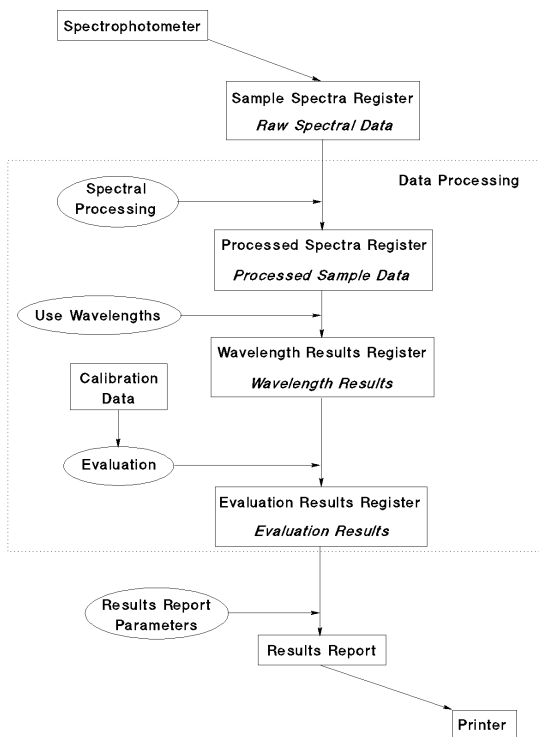 Spectrophotometer
Sample Spectra Register
Raw Spectral Data
Data Processing
Spectral
Processing
Processed Spectra Register
Processed Sample Data
Use Wavelengths
Wavelength Results Register
Wavelength Results
Calibration
Data
Evaluation
Evaluation Results Register
Evaluation Results
Results Report
Parameters
Results Report
Printer